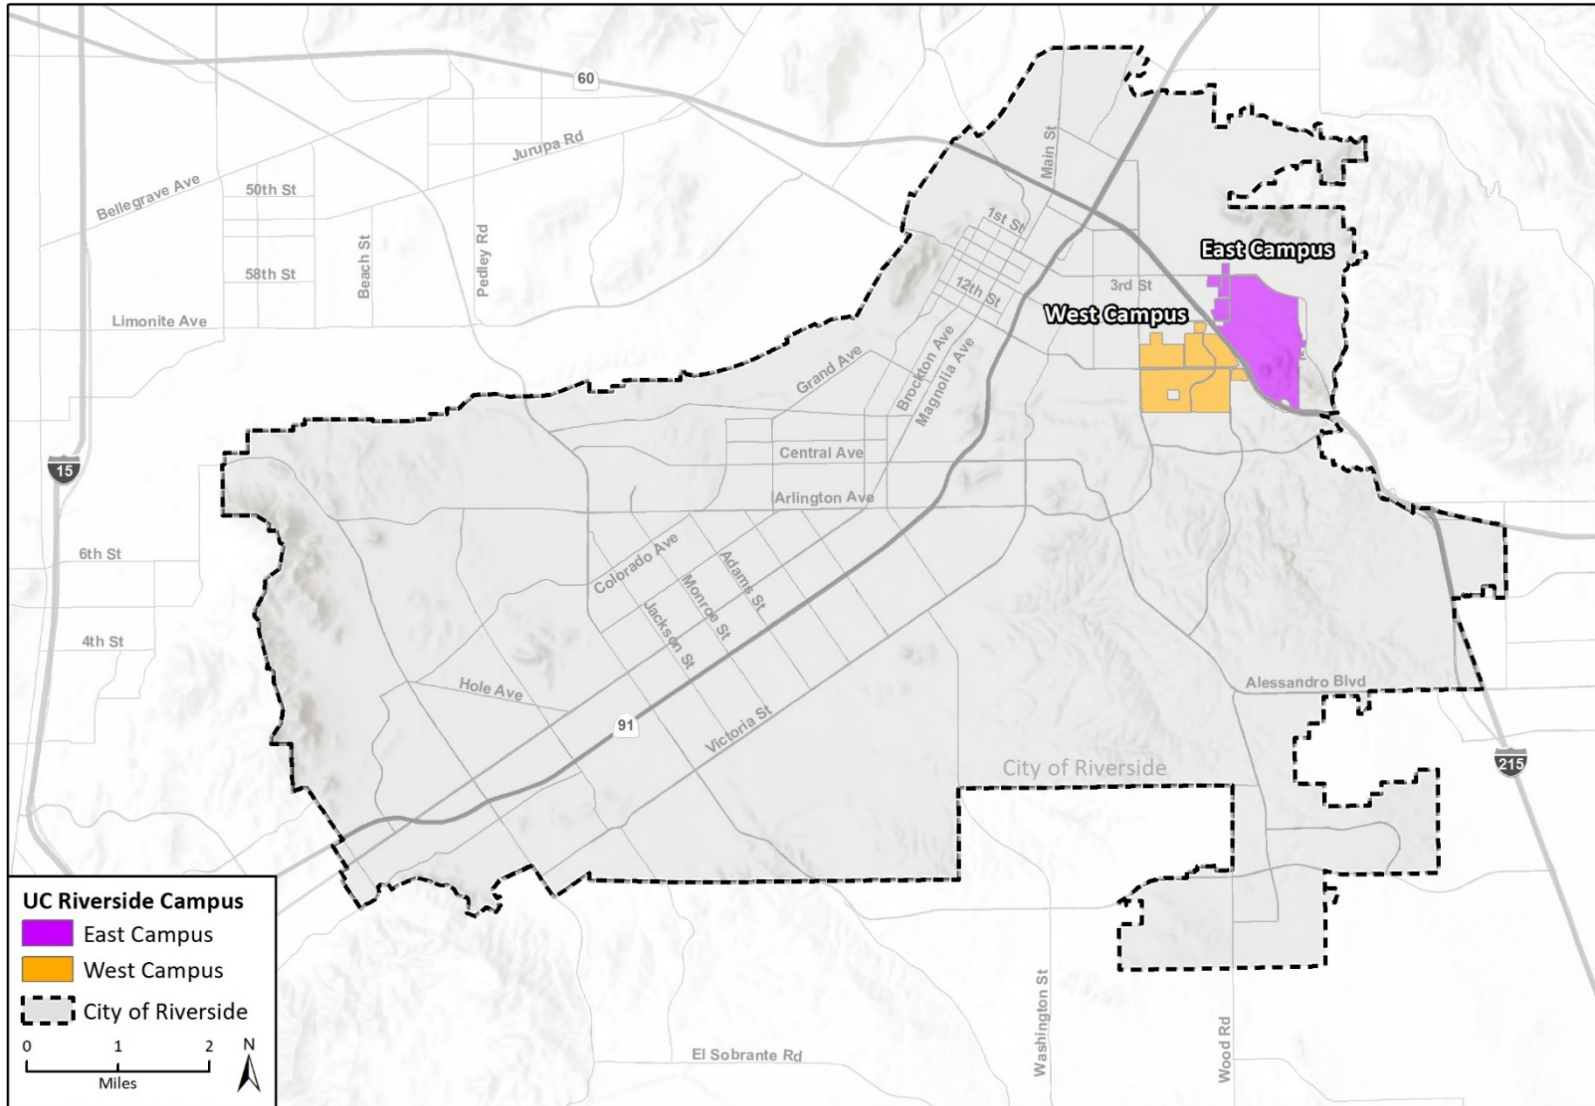 60
Main St
Jurupa Rd
Bellegrave Ave
50th St
1st St
Beach St
Pedley Rd
East Campus
58th St
3rd St
12th St
West Campus
Limonite Ave
Grand Ave
Brockton Ave
Magnolia Ave
Central Ave
15
Arlington Ave
6th St
Colorado Ave
Adams St
Monroe St
Jackson St
4th St
Hole Ave
Alessandro Blvd
91
Victoria St
City of Riverside
215
UC Riverside Campus
East Campus
West Campus
City of Riverside
0 1 2
Miles
N
Washington St
Wood Rd
El Sobrante Rd